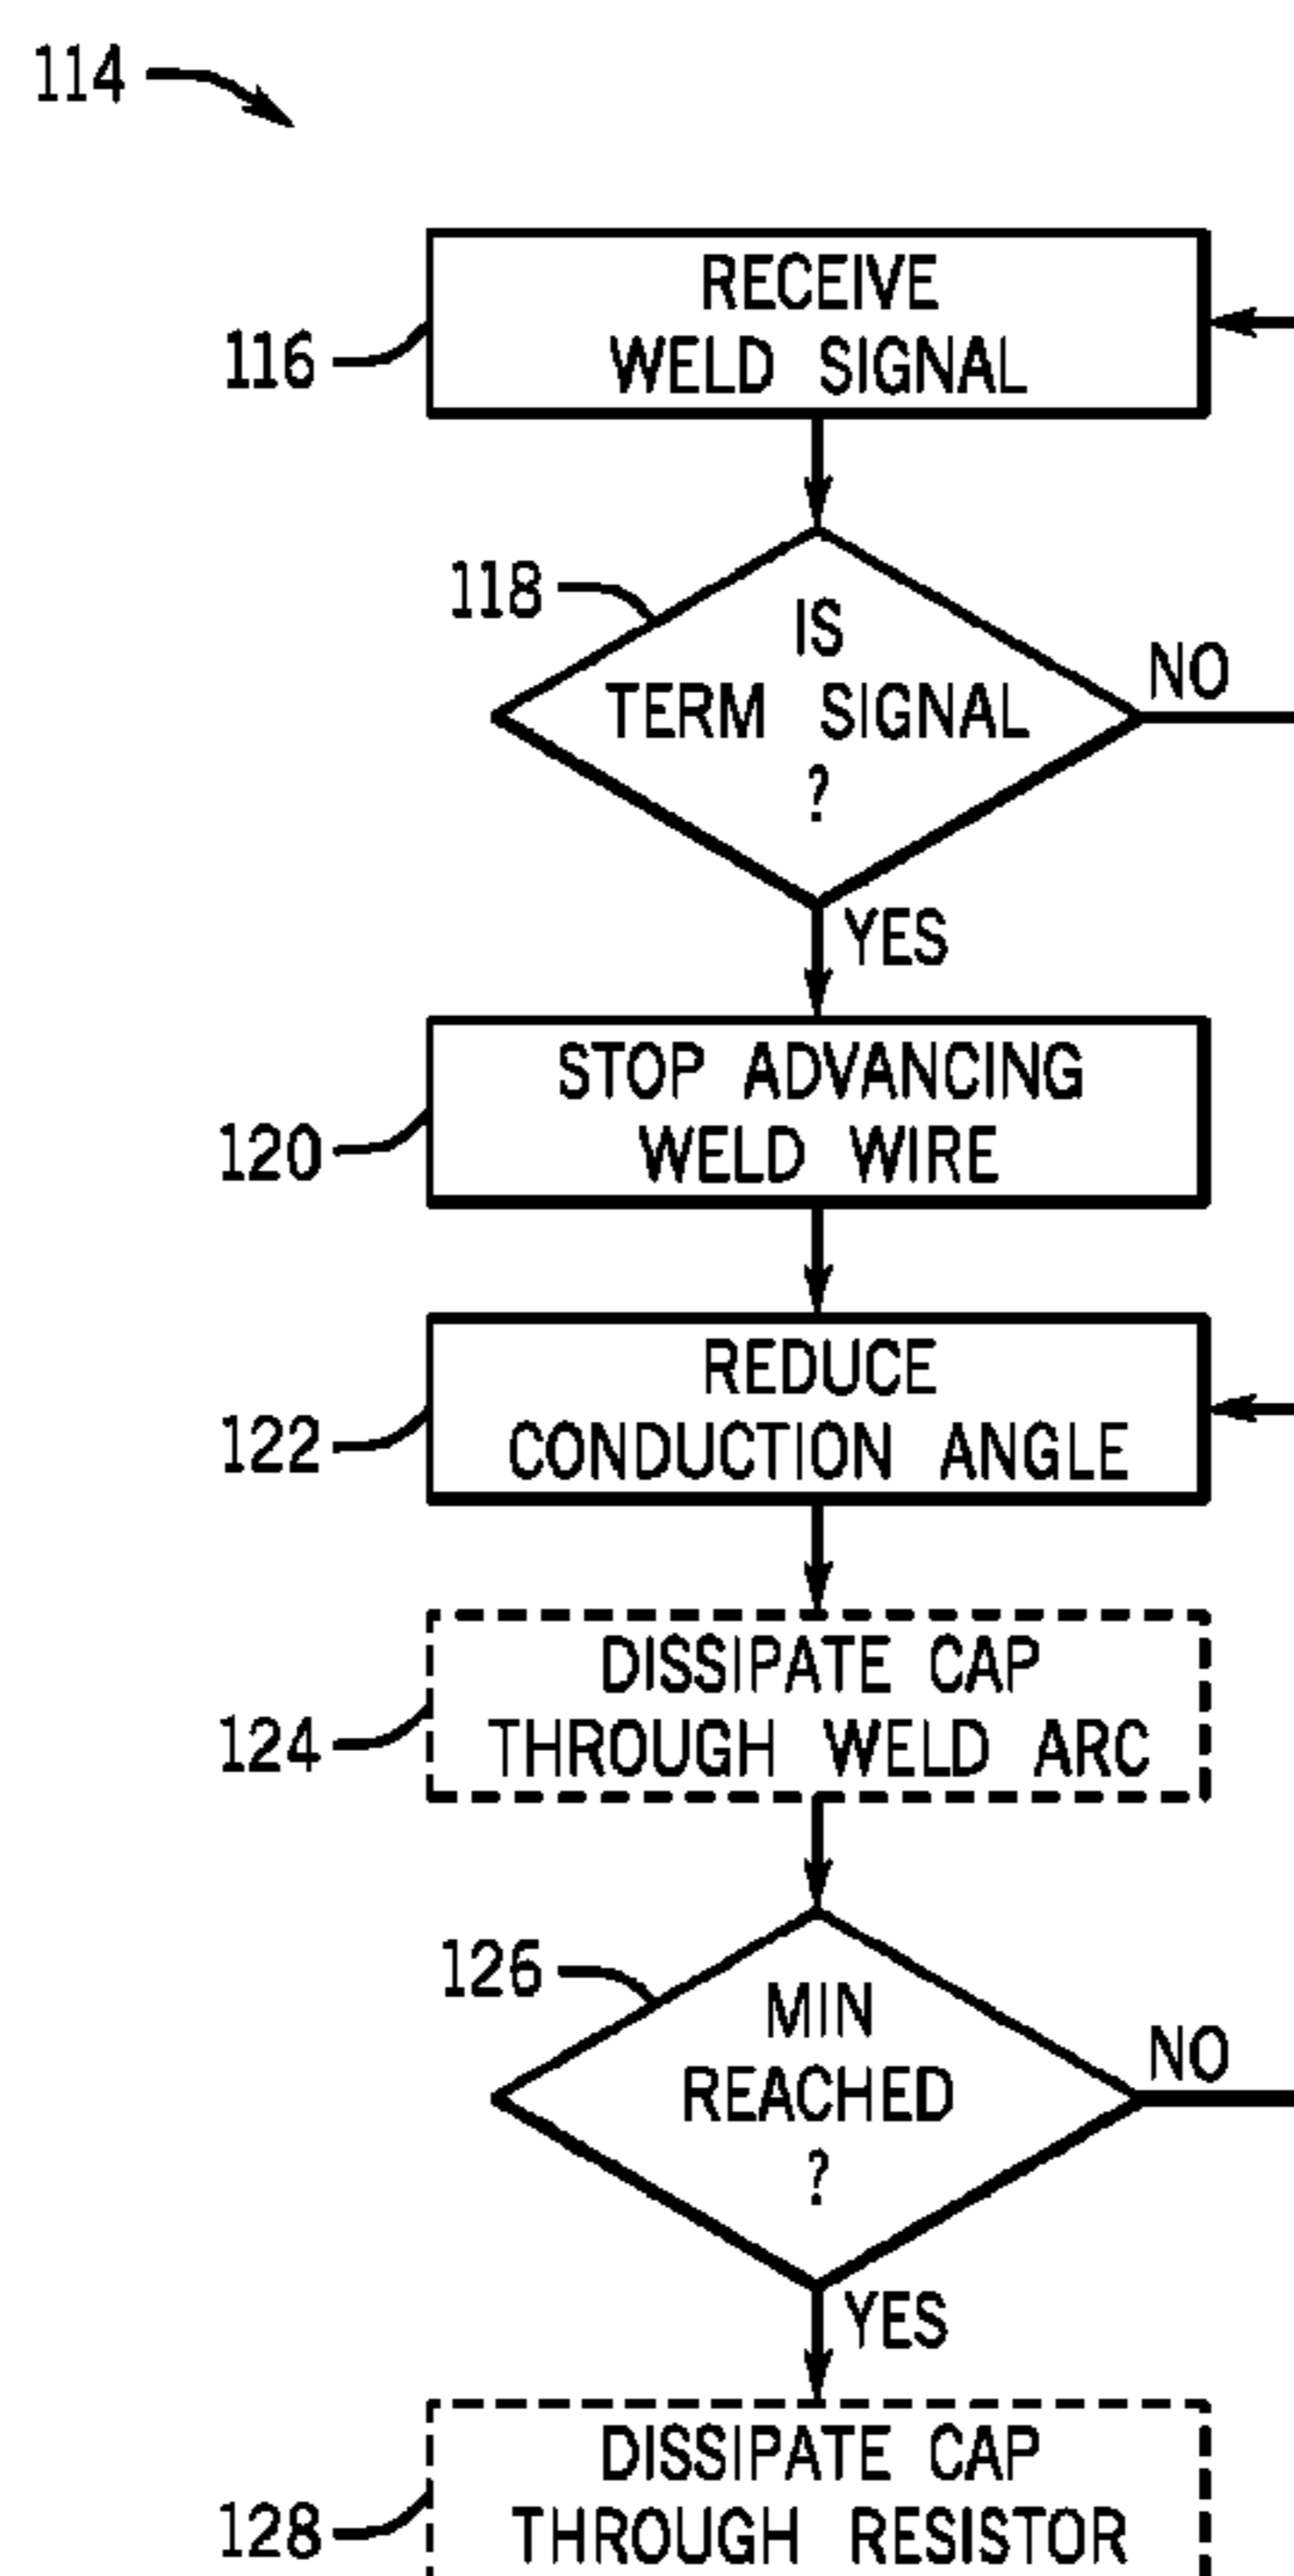 114
RECEIVE
WELD SIGNAL
116
118
IS
TERM SIGNAL
?
NO
YES
STOP ADVANCING
WELD WIRE
120
REDUCE
CONDUCTION ANGLE
122
DISSIPATE CAP
THROUGH WELD ARC
124
126
MIN
REACHED
?
NO
YES
DISSIPATE CAP
THROUGH RESISTOR
128